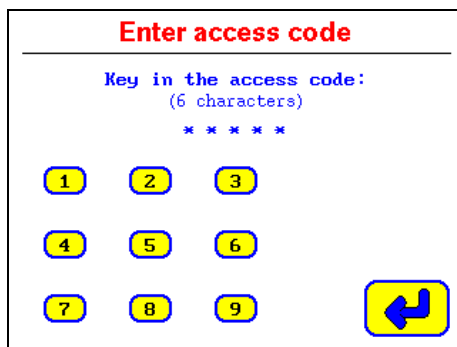 Enter access code
Key in the access code:
(6 characters)
* * * * *
1 2 3
4 5 6
7 8 9